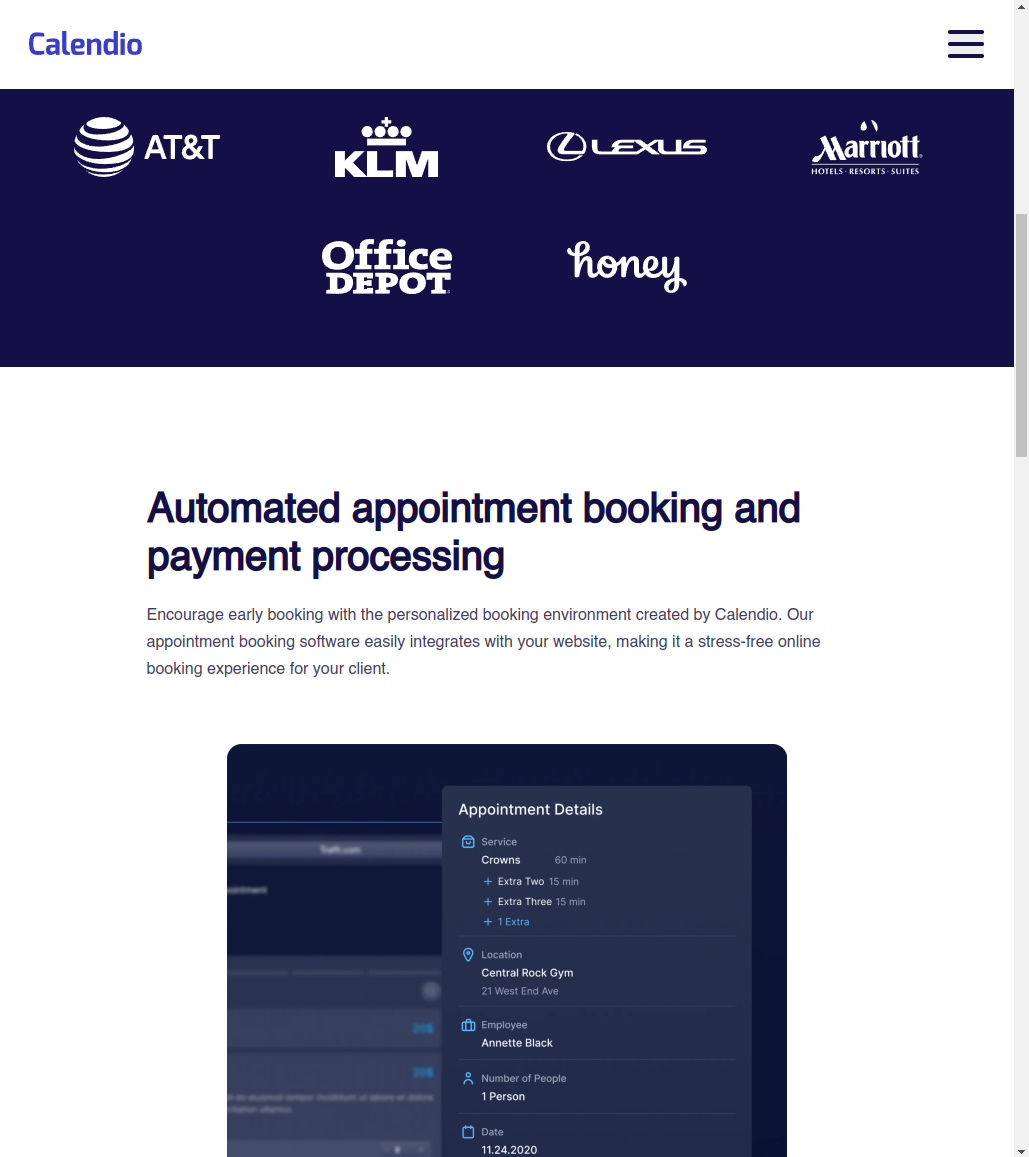 Calendio
AT&T
KLM
LEXUS
Marriott
HOTELS · RESORTS · SUITES
Office
DEPOT
honey
Automated appointment booking and
payment processing
Encourage early booking with the personalized booking environment created by Calendio. Our
appointment booking software easily integrates with your website, making it a stress-free online
booking experience for your client.
Appointment Details
Service
Crowns 60 min
+ Extra Two 15 min
+ Extra Three 15 min
+ 1 Extra
Location
Central Rock Gym
21 West End Ave
Employee
Annette Black
Number of People
1 Person
Date
11.24.2020
20$
20$